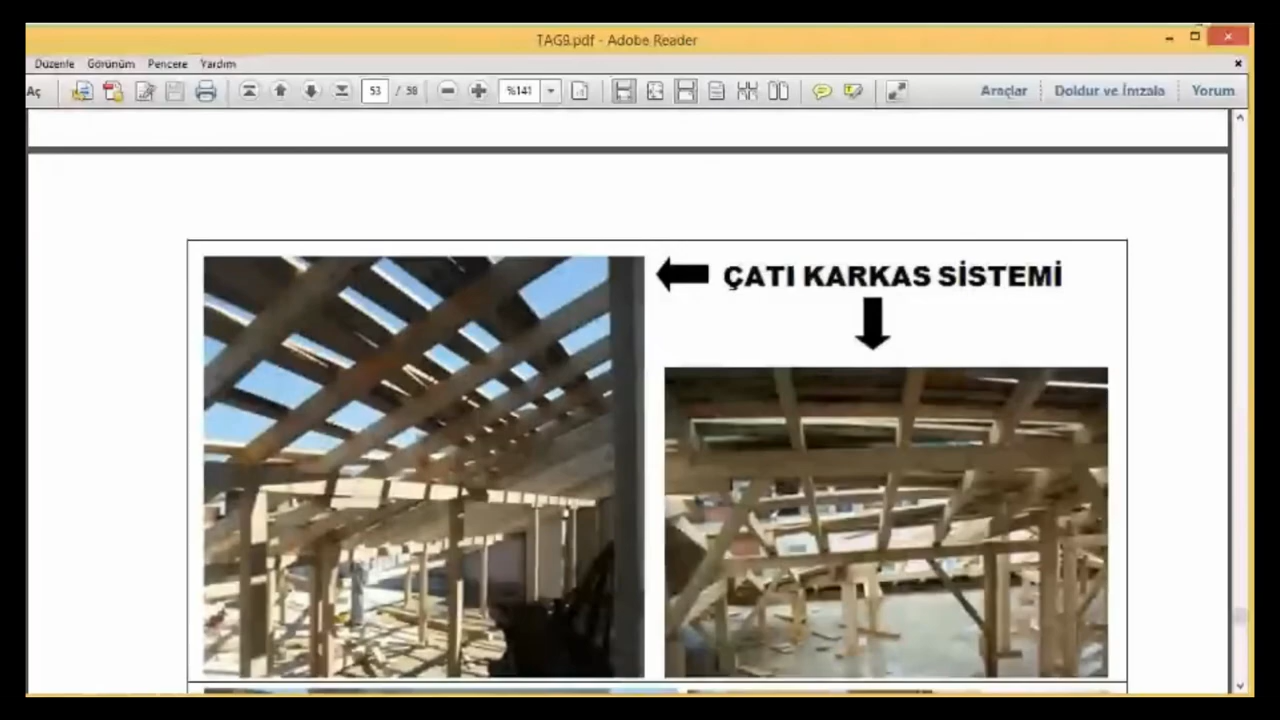 TAG9.pdf - Adobe Reader
Düzenle Görünüm Pencere Yardım
Aç 53 / 58 %141 Araçlar Doldur ve İmzala Yorum
ÇATI KARKAS SİSTEMİ